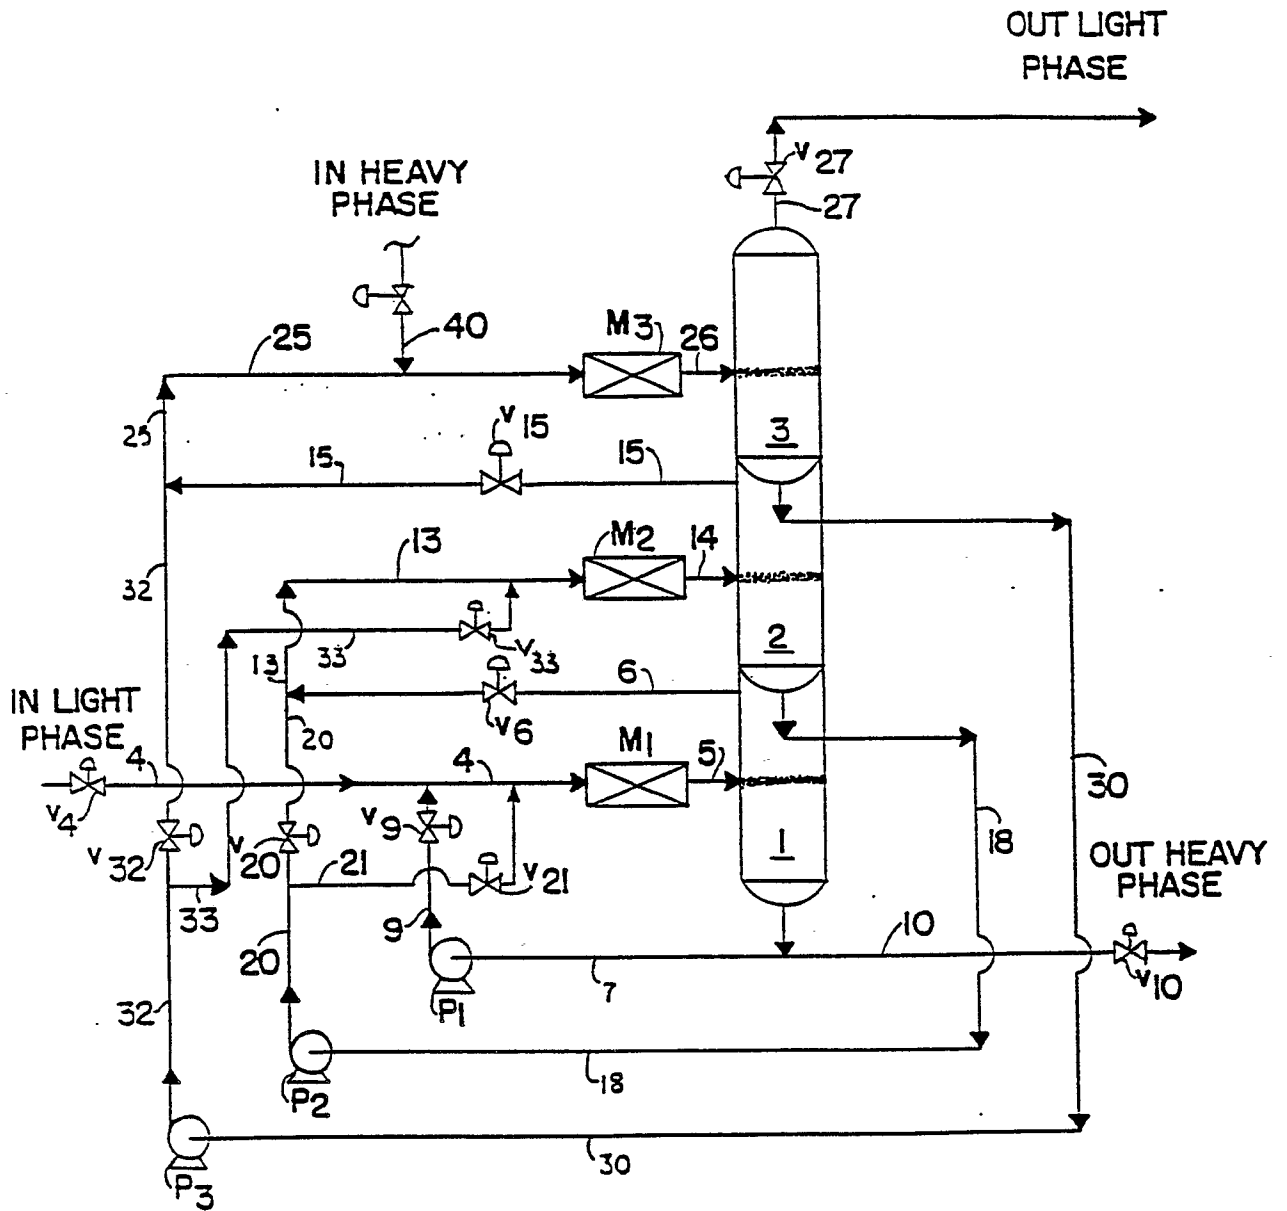 OUT LIGHT
PHASE
V27
27
IN HEAVY
PHASE
40
25
M3
26
25
V15
3
15
15
13
M2
14
32
33
V33
2
13
6
IN LIGHT
PHASE
V6
20
M1
4
4
5
V4
V9
30
V32
V20
18
1
21
V21
OUT HEAVY
PHASE
33
9
10
20
7
V10
32
P1
18
P2
30
P3